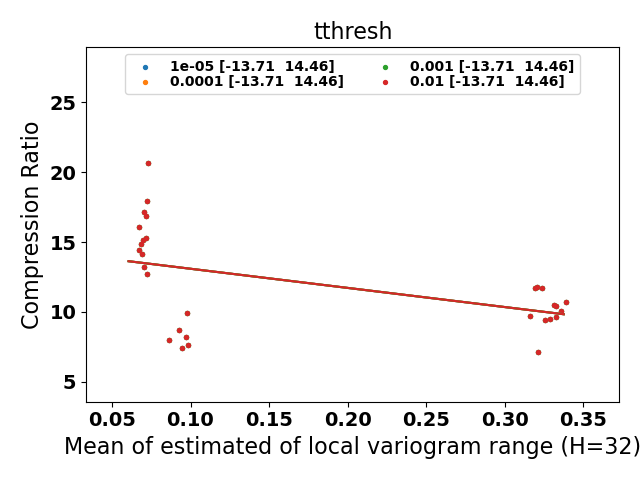 tthresh
1e-05 [-13.71  14.46]
0.0001 [-13.71  14.46]
0.001 [-13.71  14.46]
0.01 [-13.71  14.46]
Compression Ratio
25
20
15
10
5
0.05 0.10 0.15 0.20 0.25 0.30 0.35
Mean of estimated of local variogram range (H=32)